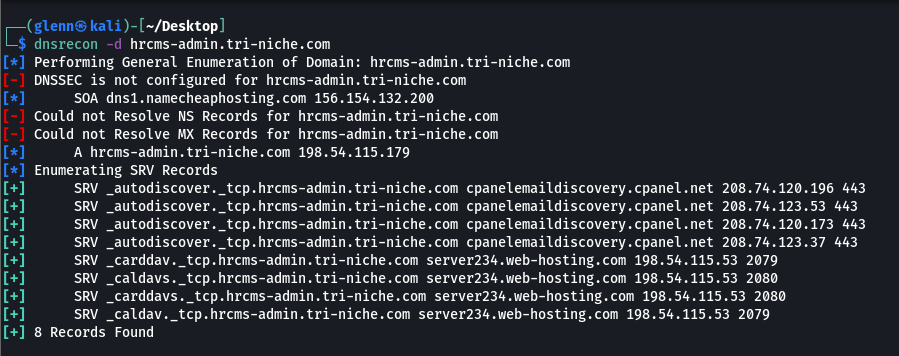 ┌──(glenn㉿kali)-[~/Desktop]
└─$ dnsrecon -d hrcms-admin.tri-niche.com
[*] Performing General Enumeration of Domain: hrcms-admin.tri-niche.com
[-] DNSSEC is not configured for hrcms-admin.tri-niche.com
[*]      SOA dns1.namecheaphosting.com 156.154.132.200
[-] Could not Resolve NS Records for hrcms-admin.tri-niche.com
[-] Could not Resolve MX Records for hrcms-admin.tri-niche.com
[*]      A hrcms-admin.tri-niche.com 198.54.115.179
[*] Enumerating SRV Records
[+]      SRV _autodiscover._tcp.hrcms-admin.tri-niche.com cpanelemaildiscovery.cpanel.net 208.74.120.196 443
[+]      SRV _autodiscover._tcp.hrcms-admin.tri-niche.com cpanelemaildiscovery.cpanel.net 208.74.123.53 443
[+]      SRV _autodiscover._tcp.hrcms-admin.tri-niche.com cpanelemaildiscovery.cpanel.net 208.74.120.173 443
[+]      SRV _autodiscover._tcp.hrcms-admin.tri-niche.com cpanelemaildiscovery.cpanel.net 208.74.123.37 443
[+]      SRV _carddav._tcp.hrcms-admin.tri-niche.com server234.web-hosting.com 198.54.115.53 2079
[+]      SRV _caldavs._tcp.hrcms-admin.tri-niche.com server234.web-hosting.com 198.54.115.53 2080
[+]      SRV _carddavs._tcp.hrcms-admin.tri-niche.com server234.web-hosting.com 198.54.115.53 2080
[+]      SRV _caldav._tcp.hrcms-admin.tri-niche.com server234.web-hosting.com 198.54.115.53 2079
[+] 8 Records Found